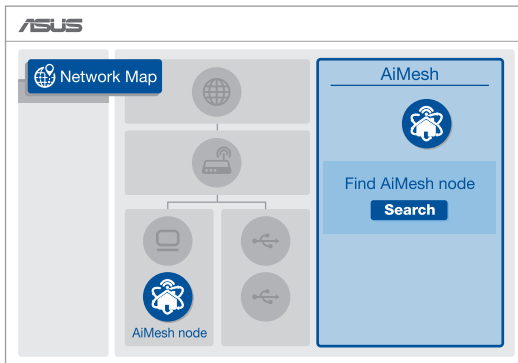 ASUS
Network Map
AiMesh
Find AiMesh node
Search
AiMesh node